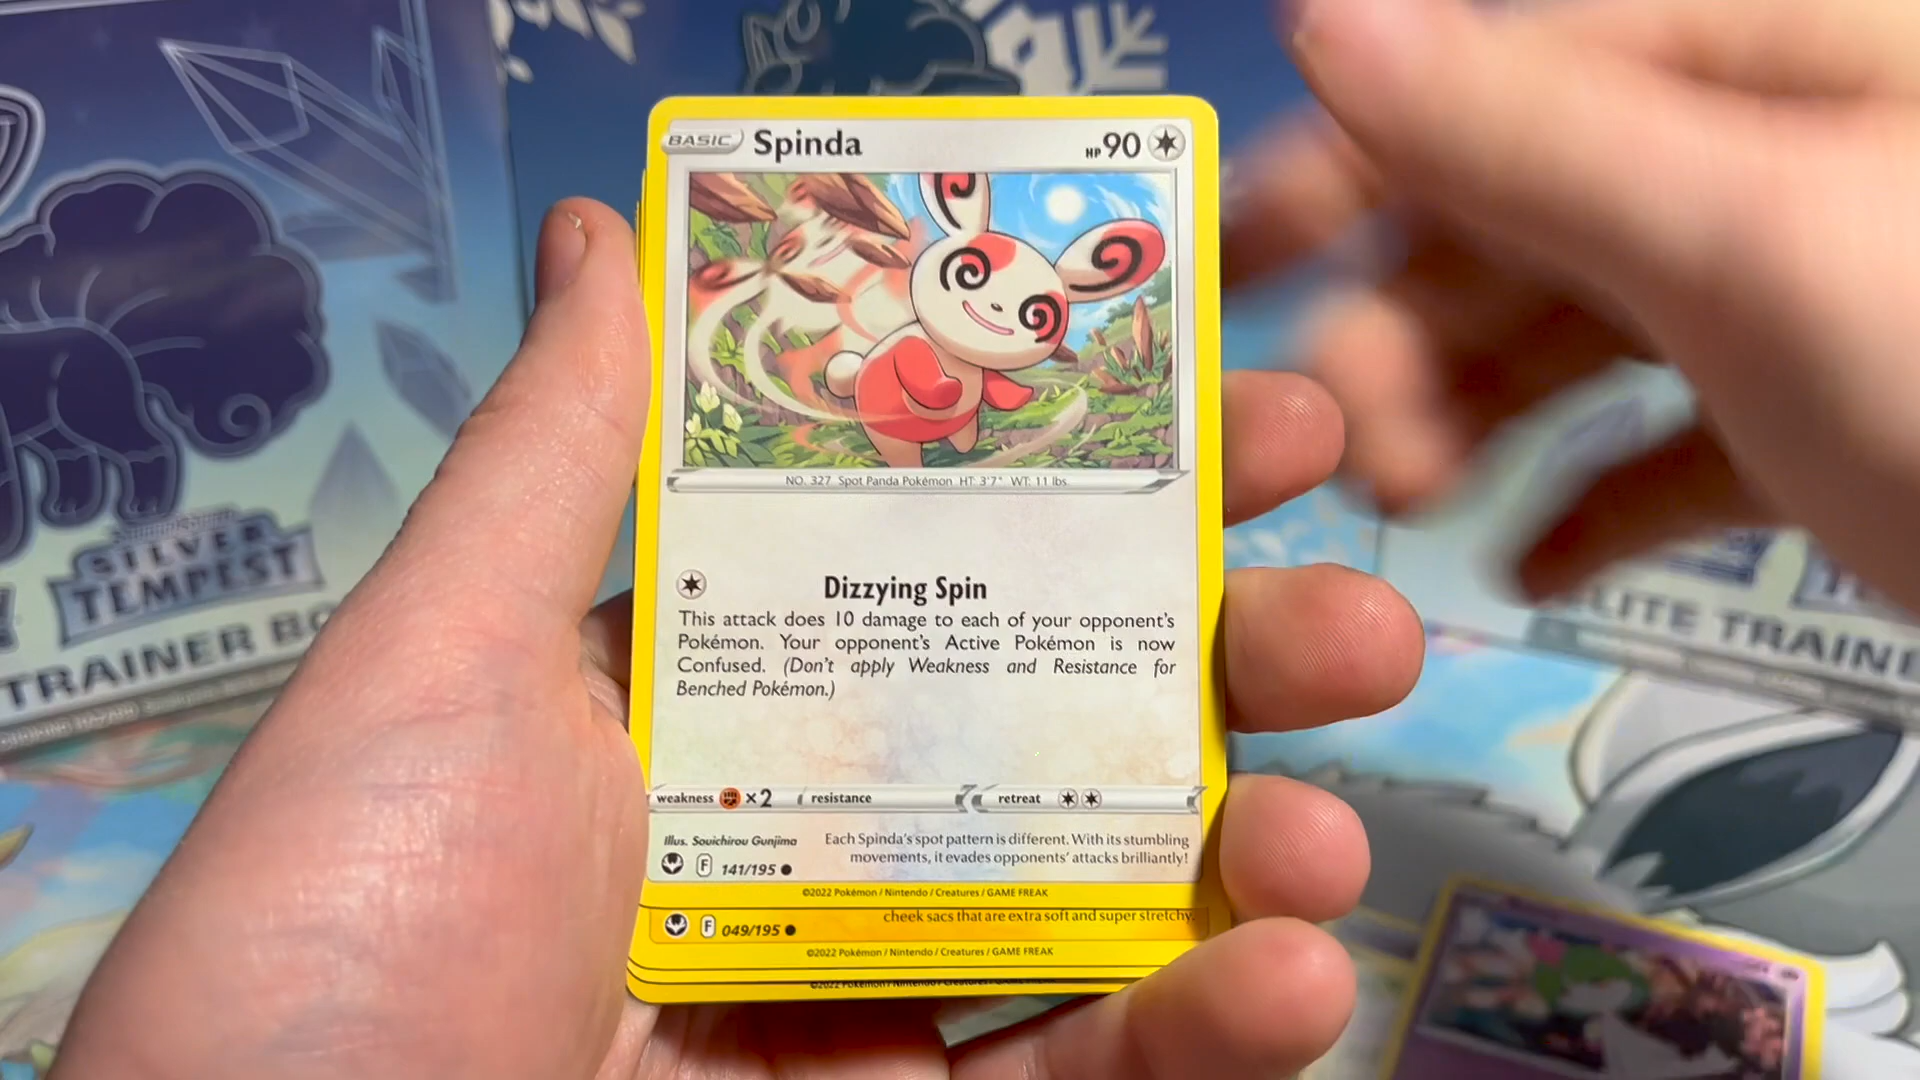 BASIC Spinda HP 90
NO. 327 Spot Panda Pokémon HT: 3'7" WT: 11 lbs
Dizzying Spin
This attack does 10 damage to each of your opponent's
Pokémon. Your opponent's Active Pokémon is now
Confused. (Don't apply Weakness and Resistance for
Benched Pokémon.)
weakness ×2 resistance retreat
Illus. Souichirou Gunjima
Each Spinda's spot pattern is different. With its stumbling
movements, it evades opponents' attacks brilliantly!
F 141/195
©2022 Pokémon / Nintendo / Creatures / GAME FREAK
cheek sacs that are extra soft and super stretchy.
F 049/195
©2022 Pokémon / Nintendo / Creatures / GAME FREAK
SILVER
TEMPEST
TRAINER BO
LITE TRAINE